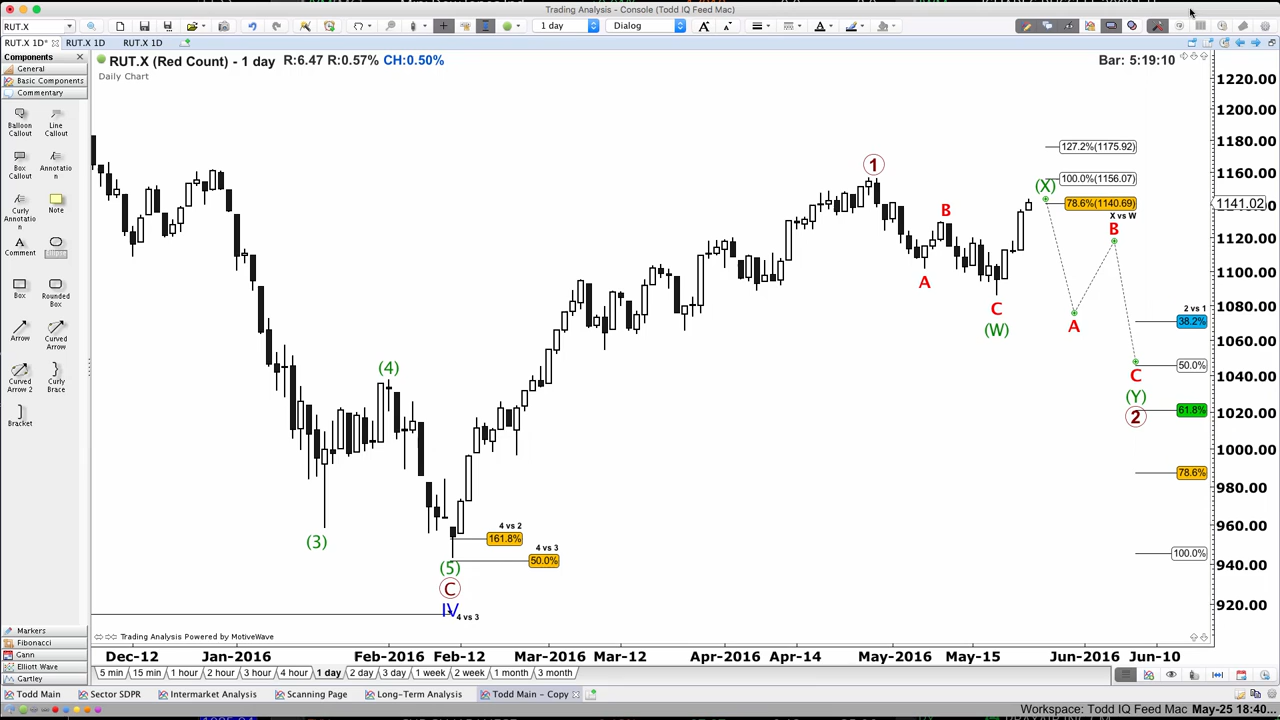 Trading Analysis - Console (Todd IQ Feed Mac)
RUT.X
1 day
Dialog
RUT.X 1D*
RUT.X 1D
RUT.X 1D
Components
General
Basic Components
Commentary
Balloon Callout
Line Callout
Box Callout
Annotation
Curly Annotation
Note
Comment
Empire
Box
Rounded Box
Arrow
Curved Arrow
Curved Arrow 2
Curly Brace
Bracket
Markers
Fibonacci
Gann
Elliott Wave
Gartley
RUT.X (Red Count) - 1 day R:6.47 R:0.57% CH:0.50%
Bar: 5:19:10
Daily Chart
1220.00
1200.00
1180.00
1160.00
1141.02
1120.00
1100.00
1080.00
1060.00
1040.00
1020.00
1000.00
980.00
960.00
940.00
920.00
127.2%(1175.92)
100.0%(1156.07)
78.6%(1140.69)
X vs W
1
(X)
B
B
A
C
(W)
A
2 vs 1
38.2%
50.0%
C
(Y)
2
61.8%
78.6%
100.0%
(4)
(3)
4 vs 2
161.8%
4 vs 3
50.0%
(5)
C
IV
4 vs 3
Trading Analysis Powered by MotiveWave
Dec-12 Jan-2016 Feb-2016 Feb-12 Mar-2016 Mar-12 Apr-2016 Apr-14 May-2016 May-15 Jun-2016 Jun-10
5 min 15 min 1 hour 2 hour 3 hour 4 hour 1 day 2 day 3 day 1 week 2 week 1 month 3 month
Todd Main Sector SDPR Intermarket Analysis Scanning Page Long-Term Analysis Todd Main - Copy
Workspace: Todd IQ Feed Mac May-25 18:40...